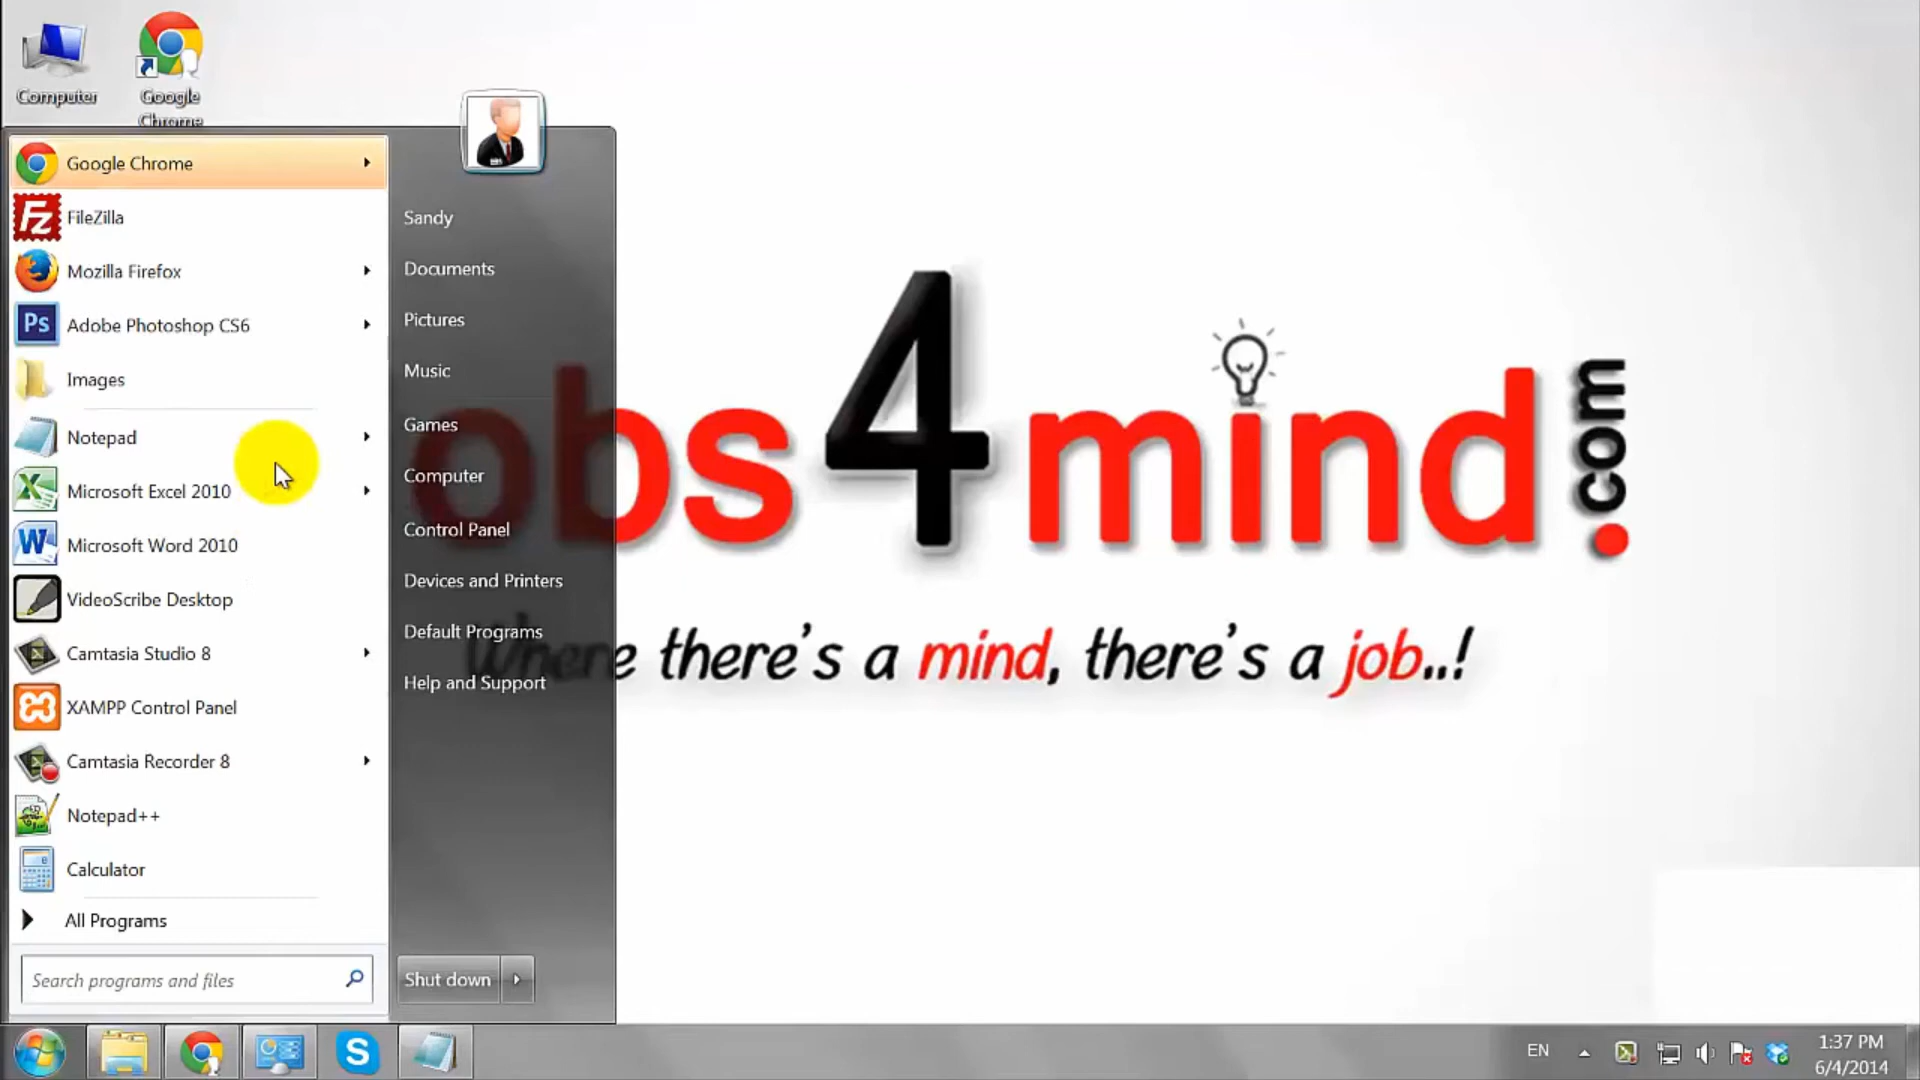 Computer
Google
Chrome
Google Chrome
FileZilla
Mozilla Firefox
Ps
Adobe Photoshop CS6
Images
Notepad
Microsoft Excel 2010
Microsoft Word 2010
VideoScribe Desktop
Camtasia Studio 8
XAMPP Control Panel
Camtasia Recorder 8
Notepad++
Calculator
All Programs
Search programs and files
Sandy
Documents
Pictures
Music
Games
Computer
Control Panel
Devices and Printers
Default Programs
Help and Support
Shut down
obs4mind.com
Where there's a mind, there's a job..!
EN
1:37 PM
6/4/2014